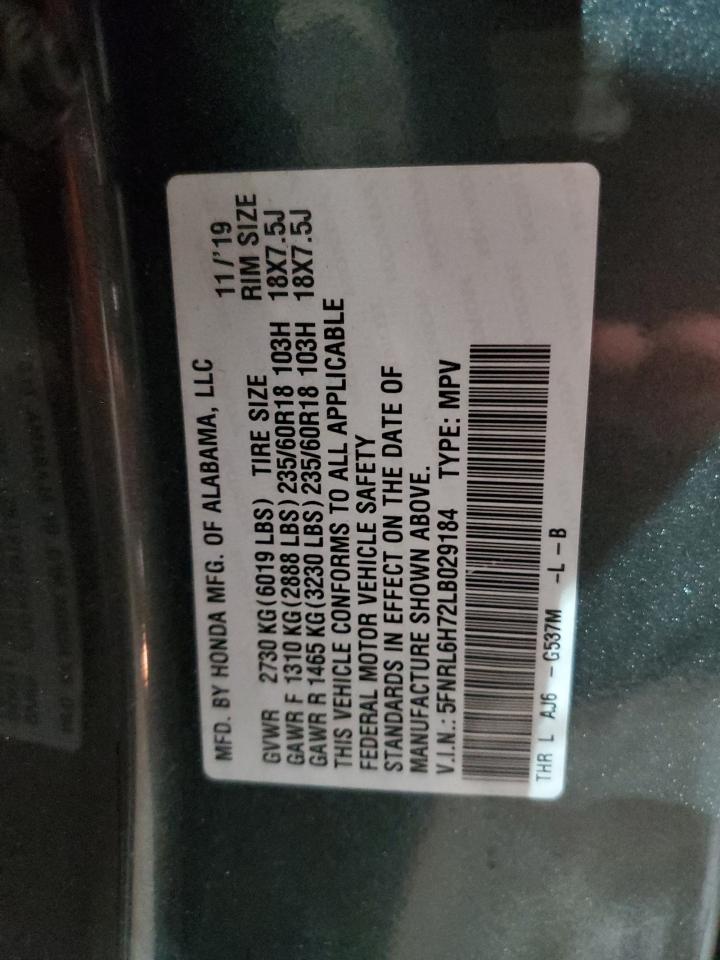 MFD. BY HONDA MFG. OF ALABAMA, LLC 11/'19
GVWR 2730 KG(6019 LBS) TIRE SIZE RIM SIZE
GAWR F 1310 KG(2888 LBS)235/60R18 103H 18X7.5J
GAWR R 1465 KG(3230 LBS)235/60R18 103H 18X7.5J
THIS VEHICLE CONFORMS TO ALL APPLICABLE
FEDERAL MOTOR VEHICLE SAFETY
STANDARDS IN EFFECT ON THE DATE OF
MANUFACTURE SHOWN ABOVE.
V.I.N.:5FNRL6H72LB029184 TYPE: MPV
THR L AJ6 -G537M -L-B